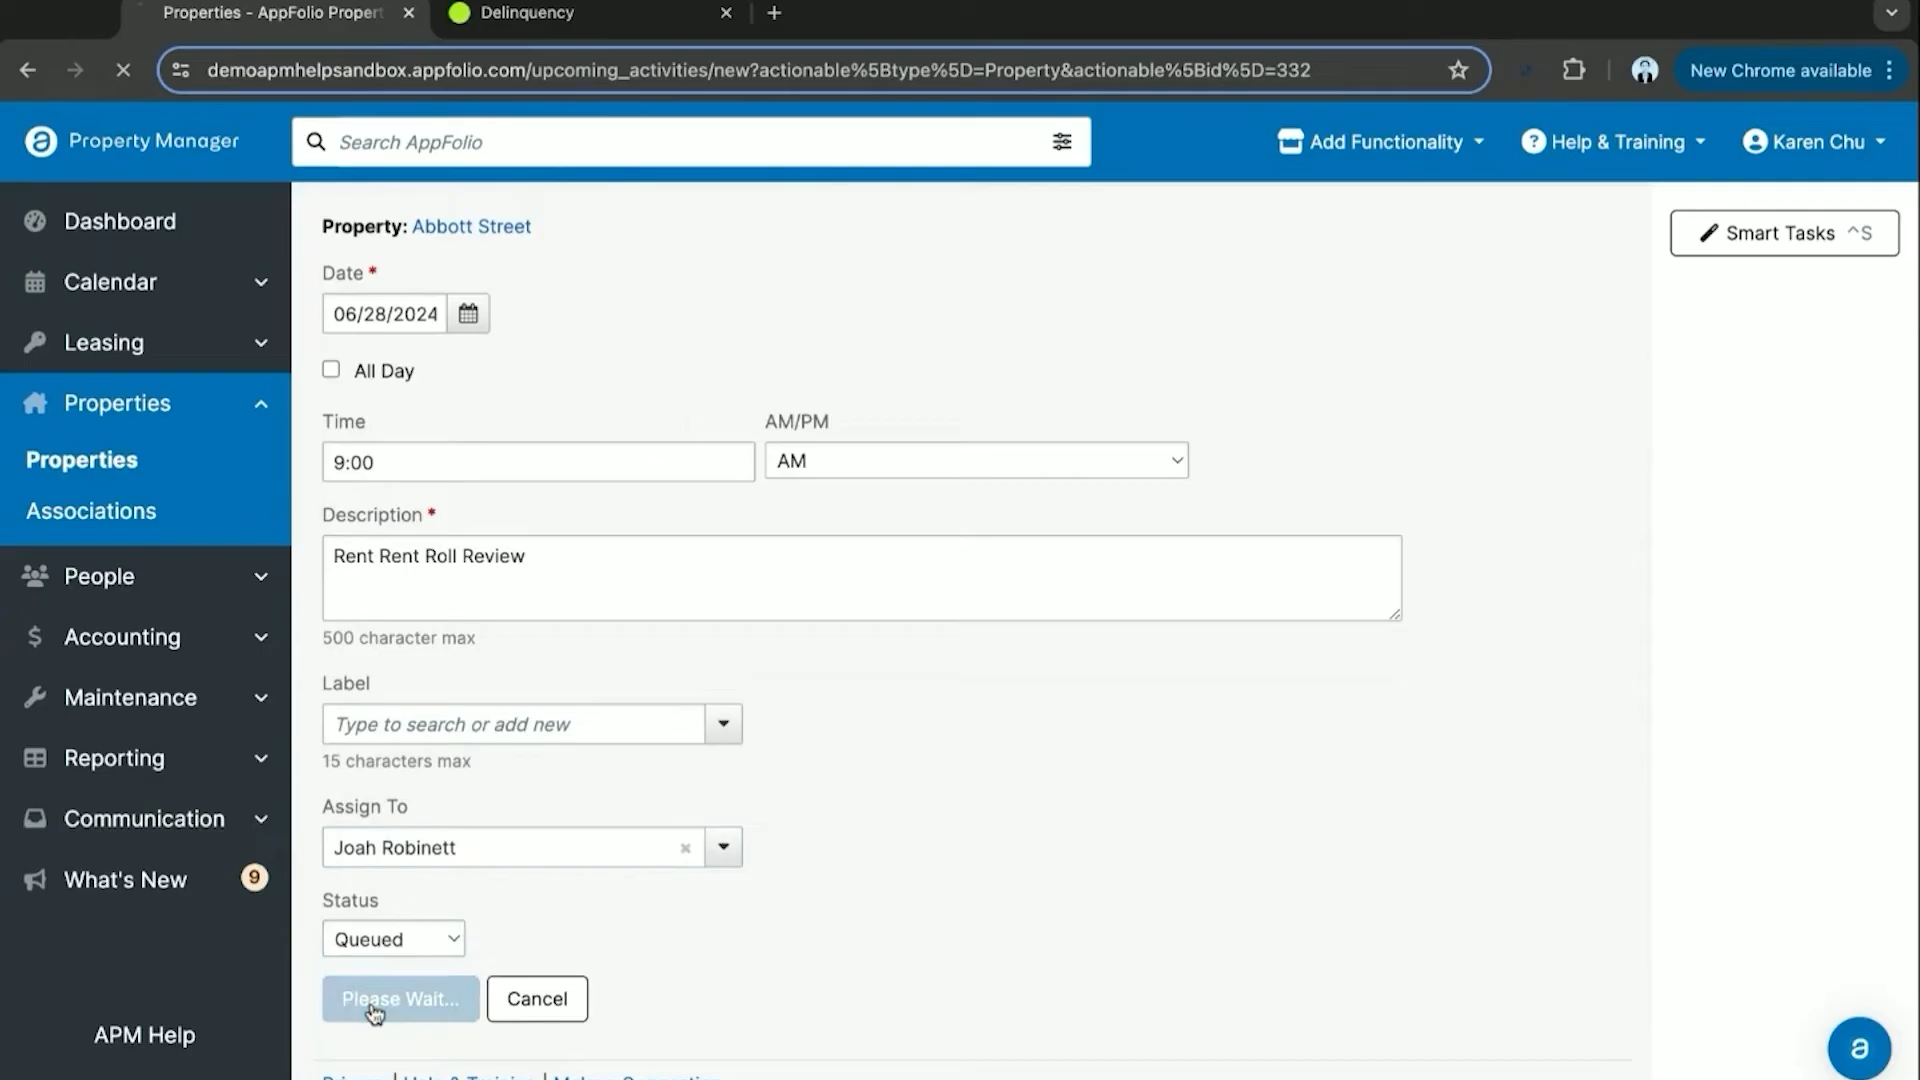 Properties - AppFolio Propert
Delinquency
demoapmhelpsandbox.appfolio.com/upcoming_activities/new?actionable%5Btype%5D=Property&actionable%5Bid%5D=332
New Chrome available
Property Manager
Search AppFolio
Add Functionality
Help & Training
Karen Chu
Dashboard
Calendar
Leasing
Properties
Properties
Associations
People
Accounting
Maintenance
Reporting
Communication
What's New
9
APM Help
Property: Abbott Street
Smart Tasks ^S
Date *
06/28/2024
All Day
Time
AM/PM
9:00
AM
Description *
Rent Rent Roll Review
500 character max
Label
Type to search or add new
15 characters max
Assign To
Joah Robinett
Status
Queued
Please Wait...
Cancel